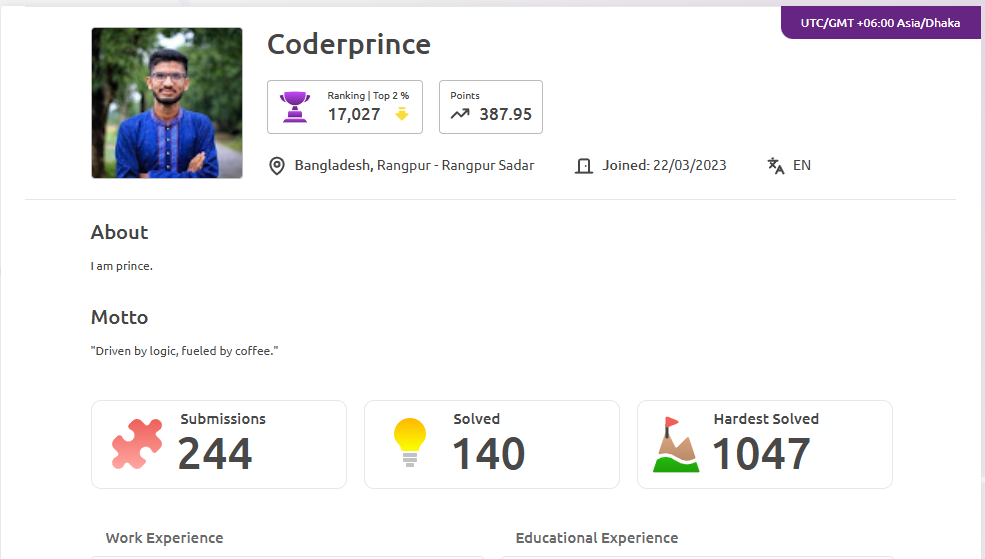 UTC/GMT +06:00 Asia/Dhaka
Coderprince
Ranking | Top 2 %
17,027
Points
387.95
Bangladesh, Rangpur - Rangpur Sadar
Joined: 22/03/2023
EN
About
I am prince.
Motto
"Driven by logic, fueled by coffee."
Submissions
244
Solved
140
Hardest Solved
1047
Work Experience
Educational Experience